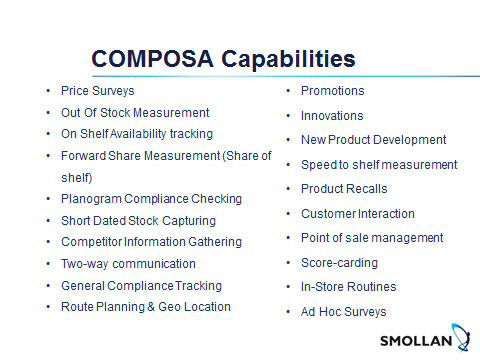 COMPOSA Capabilities
• Price Surveys
• Out Of Stock Measurement
• On Shelf Availability tracking
• Forward Share Measurement (Share of
shelf)
• Planogram Compliance Checking
• Short Dated Stock Capturing
• Competitor Information Gathering
• Two-way communication
• General Compliance Tracking
• Route Planning & Geo Location
• Promotions
• Innovations
• New Product Development
• Speed to shelf measurement
• Product Recalls
• Customer Interaction
• Point of sale management
• Score-carding
• In-Store Routines
• Ad Hoc Surveys
SMOLLAN